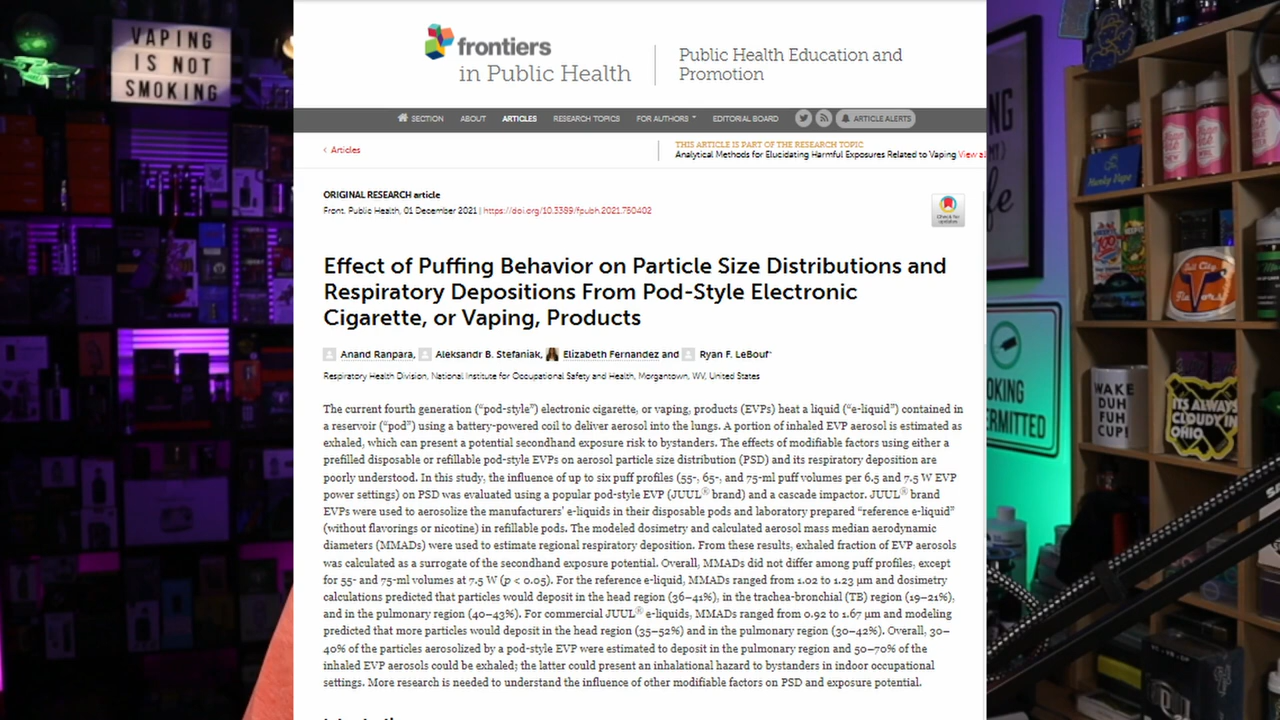 VAPING
IS NOT
SMOKING
frontiers
in Public Health
Public Health Education and
Promotion
SECTION ABOUT ARTICLES RESEARCH TOPICS FOR AUTHORS EDITORIAL BOARD ARTICLE ALERTS
‹ Articles
THIS ARTICLE IS PART OF THE RESEARCH TOPIC
Analytical Methods for Elucidating Harmful Exposures Related to Vaping View al
ORIGINAL RESEARCH article
Front. Public Health, 01 December 2021 | https://doi.org/10.3389/fpubh.2021.750402
Check for
updates
Effect of Puffing Behavior on Particle Size Distributions and
Respiratory Depositions From Pod-Style Electronic
Cigarette, or Vaping, Products
Anand Ranpara, Aleksandr B. Stefaniak, Elizabeth Fernandez and Ryan F. LeBouf*
Respiratory Health Division, National Institute for Occupational Safety and Health, Morgantown, WV, United States
The current fourth generation (“pod-style”) electronic cigarette, or vaping, products (EVPs) heat a liquid (“e-liquid”) contained in
a reservoir (“pod”) using a battery-powered coil to deliver aerosol into the lungs. A portion of inhaled EVP aerosol is estimated as
exhaled, which can present a potential secondhand exposure risk to bystanders. The effects of modifiable factors using either a
prefilled disposable or refillable pod-style EVPs on aerosol particle size distribution (PSD) and its respiratory deposition are
poorly understood. In this study, the influence of up to six puff profiles (55-, 65-, and 75-ml puff volumes per 6.5 and 7.5 W EVP
power settings) on PSD was evaluated using a popular pod-style EVP (JUUL® brand) and a cascade impactor. JUUL® brand
EVPs were used to aerosolize the manufacturers’ e-liquids in their disposable pods and laboratory prepared “reference e-liquid”
(without flavorings or nicotine) in refillable pods. The modeled dosimetry and calculated aerosol mass median aerodynamic
diameters (MMADs) were used to estimate regional respiratory deposition. From these results, exhaled fraction of EVP aerosols
was calculated as a surrogate of the secondhand exposure potential. Overall, MMADs did not differ among puff profiles, except
for 55- and 75-ml volumes at 7.5 W (p < 0.05). For the reference e-liquid, MMADs ranged from 1.02 to 1.23 μm and dosimetry
calculations predicted that particles would deposit in the head region (36–41%), in the trachea-bronchial (TB) region (19–21%),
and in the pulmonary region (40–43%). For commercial JUUL® e-liquids, MMADs ranged from 0.92 to 1.67 μm and modeling
predicted that more particles would deposit in the head region (35–52%) and in the pulmonary region (30–42%). Overall, 30–
40% of the particles aerosolized by a pod-style EVP were estimated to deposit in the pulmonary region and 50–70% of the
inhaled EVP aerosols could be exhaled; the latter could present an inhalational hazard to bystanders in indoor occupational
settings. More research is needed to understand the influence of other modifiable factors on PSD and exposure potential.
OKING
ERMITTED
WAKE
DUH
FUH
CUP!
ITS ALWAYS
CLOUDY IN
OHIO